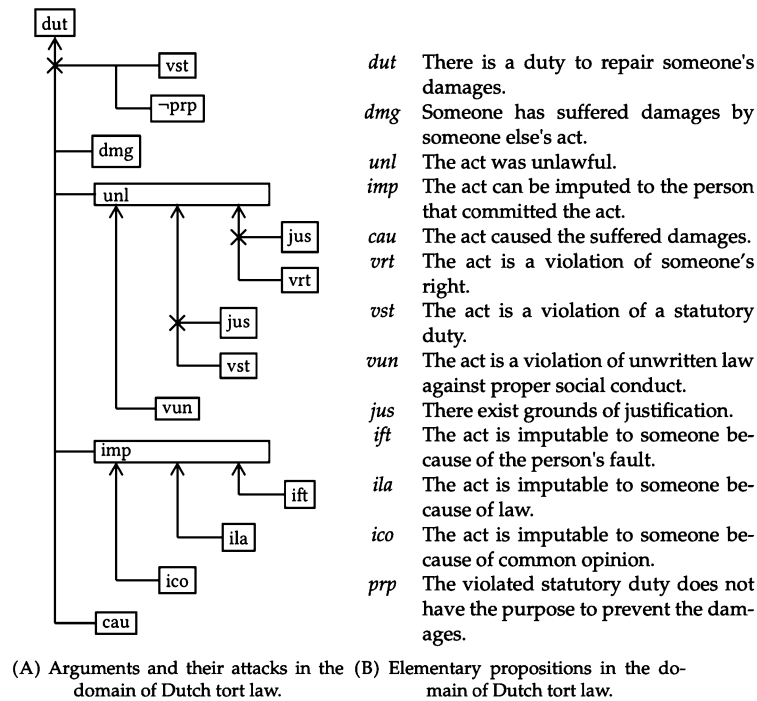 dut
vst
¬prp
dmg
unl
jus
vrt
jus
vst
vun
imp
ift
ila
ico
cau
(A) Arguments and their attacks in the
domain of Dutch tort law.
dut There is a duty to repair someone's
damages.
dmg Someone has suffered damages by
someone else's act.
unl The act was unlawful.
imp The act can be imputed to the person
that committed the act.
cau The act caused the suffered damages.
vrt The act is a violation of someone's
right.
vst The act is a violation of a statutory
duty.
vun The act is a violation of unwritten law
against proper social conduct.
jus There exist grounds of justification.
ift The act is imputable to someone be-
cause of the person's fault.
ila The act is imputable to someone be-
cause of law.
ico The act is imputable to someone be-
cause of common opinion.
prp The violated statutory duty does not
have the purpose to prevent the dam-
ages.
(B) Elementary propositions in the do-
main of Dutch tort law.